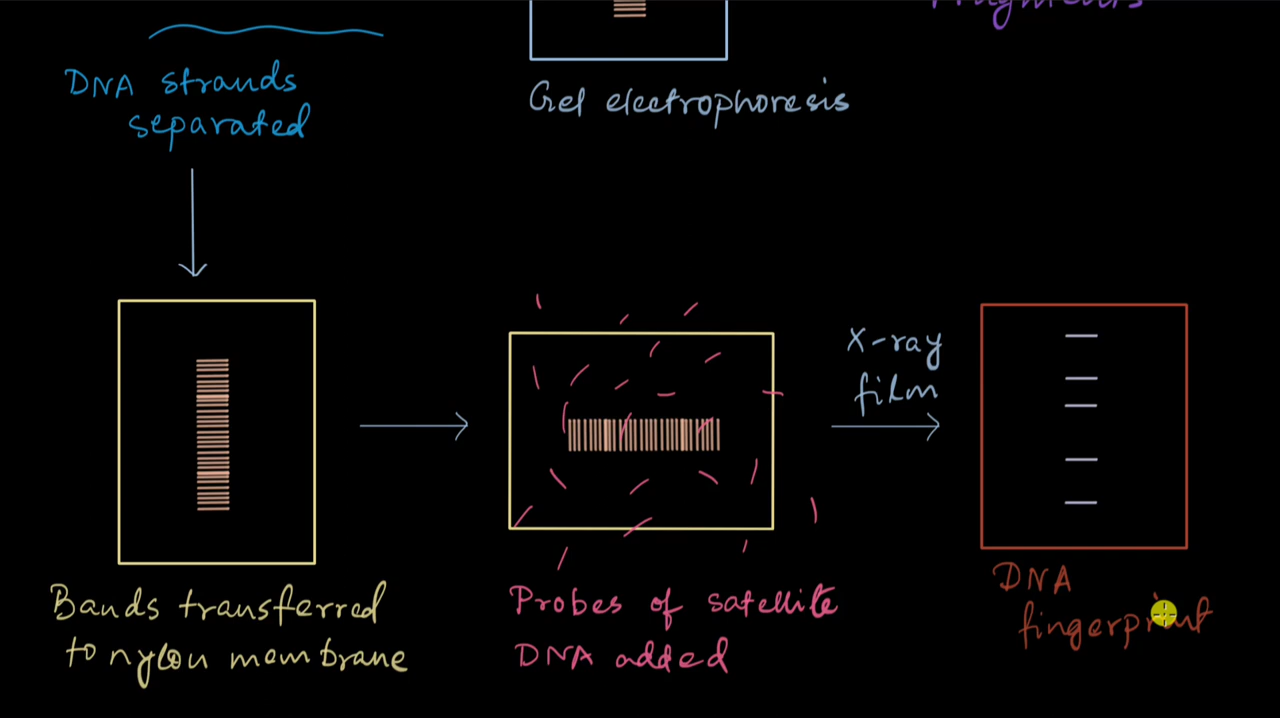 fragments
DNA strands
separated
Gel electrophoresis
X-ray
film
Bands transferred
to nylon membrane
Probes of satellite
DNA added
DNA
fingerprint